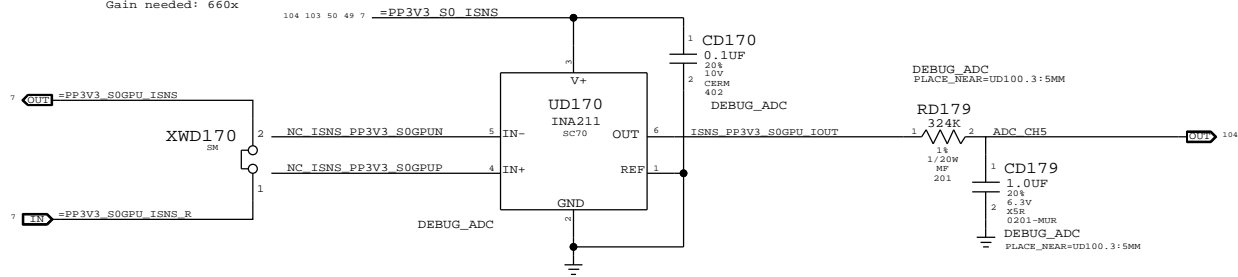 Gain needed: 660x
104 103 50 49 7 =PP3V3_S0_ISNS
1 CD170
0.1UF
20%
10V
2 CERM
402
DEBUG_ADC
3
V+
UD170
INA211
SC70
7 OUT =PP3V3_S0GPU_ISNS
XWD170
SM
2
1
NC_ISNS_PP3V3_S0GPUN 5 IN-
NC_ISNS_PP3V3_S0GPUP 4 IN+
OUT 6 ISNS_PP3V3_S0GPU_IOUT
REF 1
GND
2
DEBUG_ADC
7 IN =PP3V3_S0GPU_ISNS_R
DEBUG_ADC
PLACE_NEAR=UD100.3:5MM
RD179
1 324K 2 ADC_CH5 OUT 104
1%
1/20W
MF
201
1 CD179
1.0UF
20%
2 6.3V
X5R
0201-MUR
DEBUG_ADC
PLACE_NEAR=UD100.3:5MM